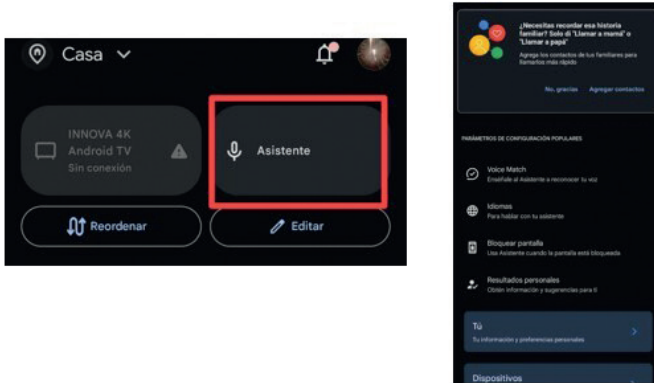 Casa
INNOVA 4K
Android TV
Sin conexión
Asistente
Reordenar
Editar
¿Necesitas recordar esa historia
familiar? Solo di "Llamar a mamá" o
"Llamar a papá"
Agrega los contactos de tus familiares para
llamarlos más rápido
No, gracias Agregar contactos
PARÁMETROS DE CONFIGURACIÓN POPULARES
Voice Match
Enséñale al Asistente a reconocer tu voz
Idiomas
Para hablar con tu asistente
Bloquear pantalla
Usa Asistente cuando la pantalla está bloqueada
Resultados personales
Obtén información y sugerencias para ti
Tú
Tu información y preferencias personales
Dispositivos